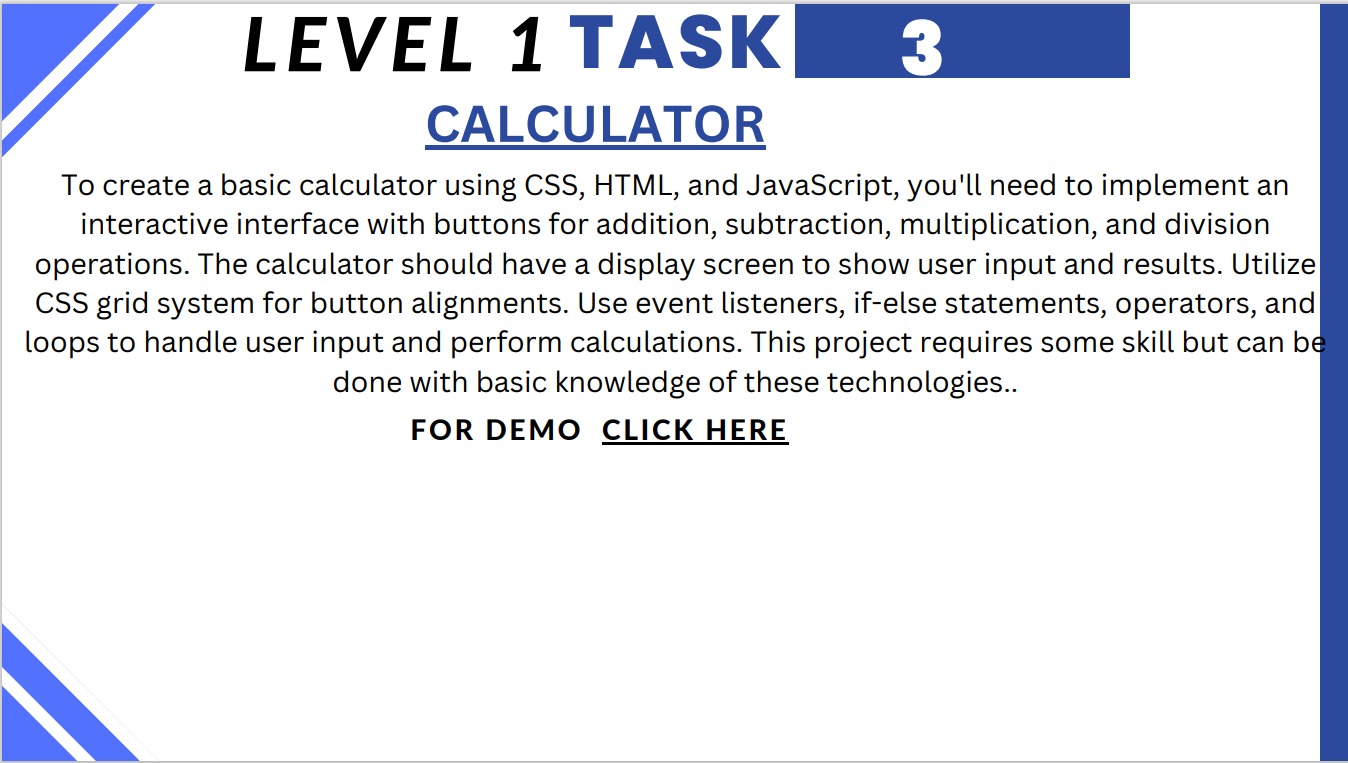 LEVEL 1 TASK 3
CALCULATOR
To create a basic calculator using CSS, HTML, and JavaScript, you'll need to implement an
interactive interface with buttons for addition, subtraction, multiplication, and division
operations. The calculator should have a display screen to show user input and results. Utilize
CSS grid system for button alignments. Use event listeners, if-else statements, operators, and
loops to handle user input and perform calculations. This project requires some skill but can be
done with basic knowledge of these technologies..
FOR DEMO CLICK HERE